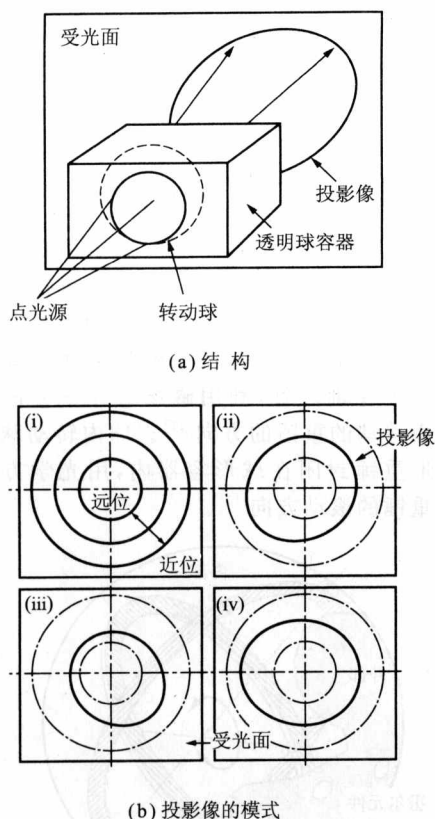 受光面
投影像
透明球容器
点光源
转动球
(a) 结 构
(i)
(ii)
投影像
远位
近位
(iii)
(iv)
受光面
(b) 投影像的模式